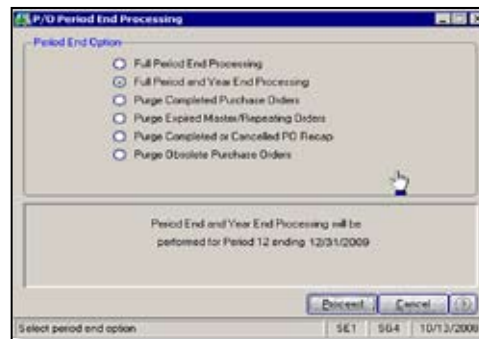 P/O Period End Processing
Period End Option
Full Period End Processing
Full Period and Year End Processing
Purge Completed Purchase Orders
Purge Expired Master/Repeating Orders
Purge Completed or Cancelled PO Recap
Purge Obsolete Purchase Orders
Period End and Year End Processing will be
performed for Period 12 ending 12/31/2009
Proceed Cancel
Select period end option SE1 SG4 10/13/2008